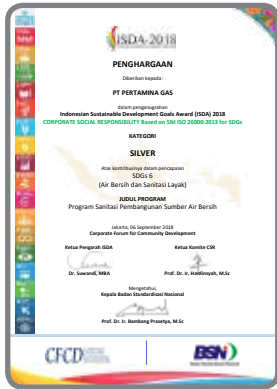 ISDA-2018
PENGHARGAAN
Diberikan kepada:
PT PERTAMINA GAS
dalam penganugrahan
Indonesian Sustainable Development Goals Award (ISDA) 2018
CORPORATE SOCIAL RESPONSIBILITY Based on SNI ISO 26000:2013 for SDGs
KATEGORI
SILVER
Atas kontribusinya dalam pencapaian
SDGs 6
(Air Bersih dan Sanitasi Layak)
JUDUL PROGRAM
Program Sanitasi Pembangunan Sumber Air Bersih
Jakarta, 06 September 2018
Corporate Forum for Community Development
Ketua Pengarah ISDA Ketua Komite CSR
Dr. Suwandi, MBA Prof. Dr. Ir. Hardinsyah, M.Sc
Mengetahui,
Kepala Badan Standardisasi Nasional
Prof. Dr. Ir. Bambang Prasetya, M.Sc
CFCD BSN